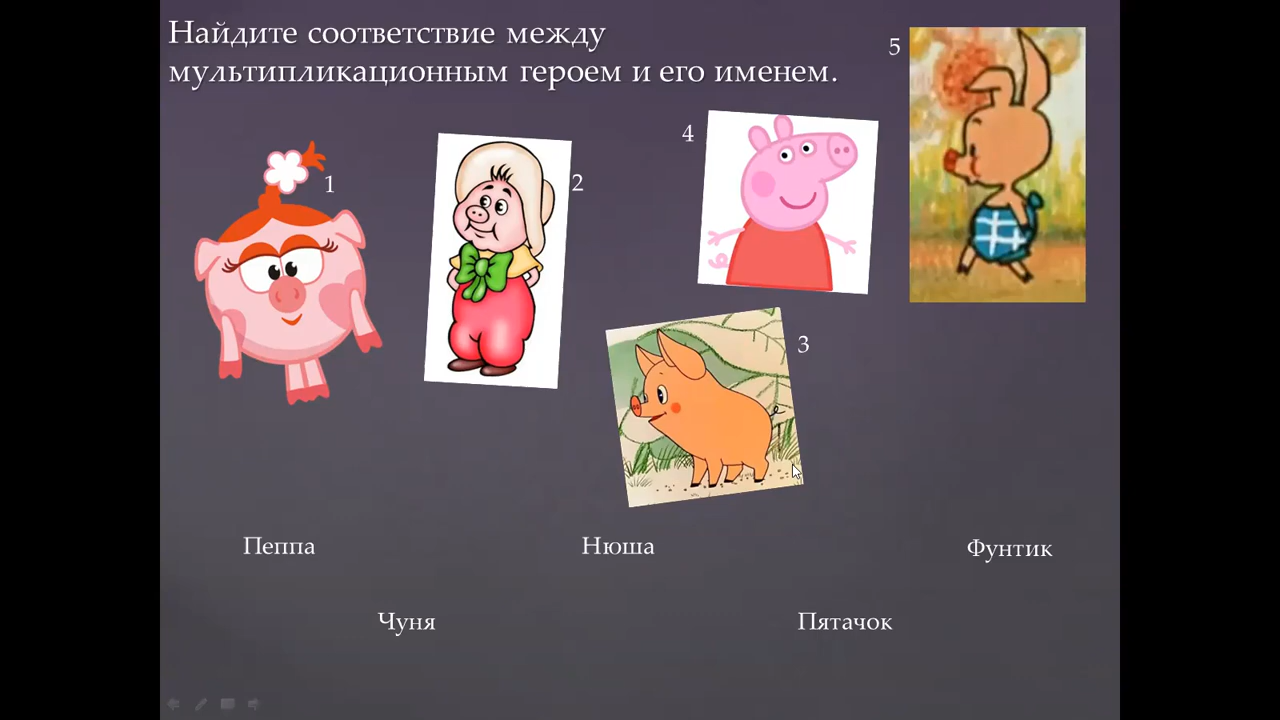 Найдите соответствие между
мультипликационным героем и его именем.
5
4
1
2
3
Пеппа
Нюша
Фунтик
Чуня
Пятачок